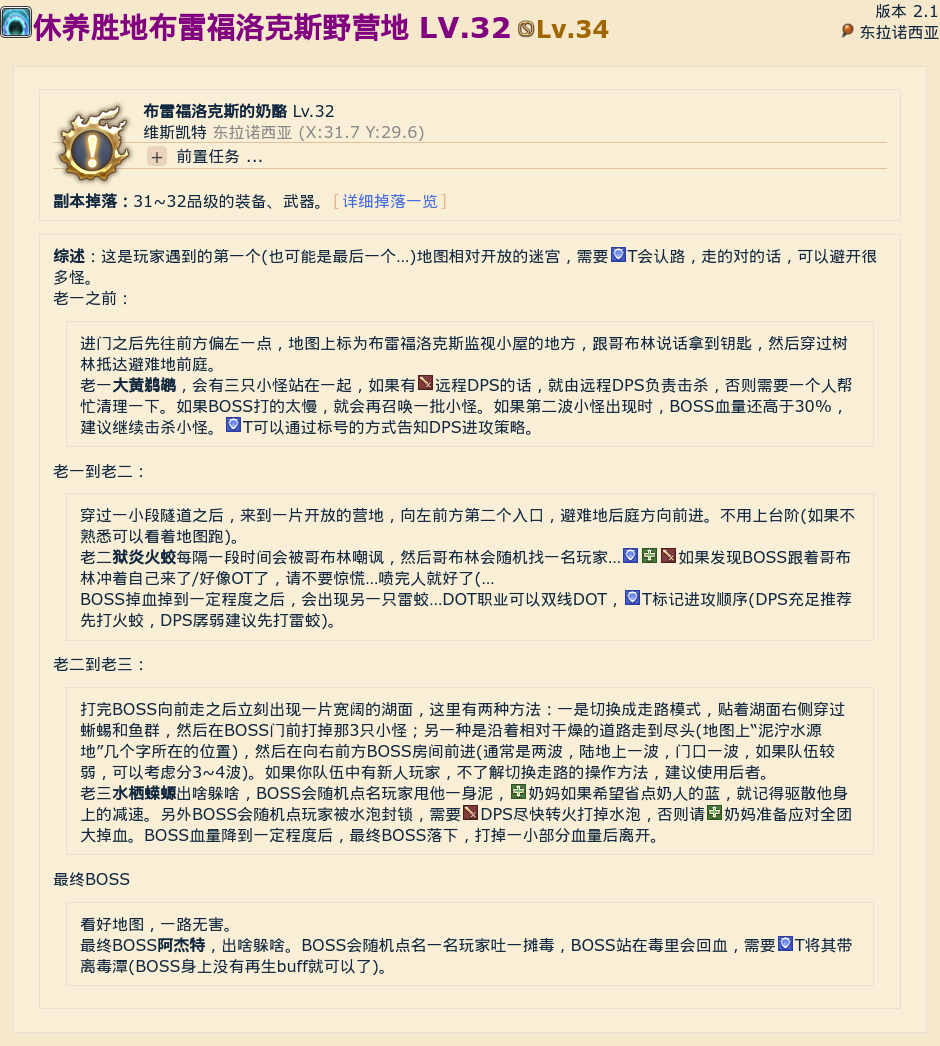 休养胜地布雷福洛克斯野营地 LV.32 Lv.34
版本 2.1
东拉诺西亚
布雷福洛克斯的奶酪 Lv.32
维斯凯特 东拉诺西亚 (X:31.7 Y:29.6)
+ 前置任务 ...
副本掉落：31~32品级的装备、武器。[详细掉落一览]
综述：这是玩家遇到的第一个(也可能是最后一个...)地图相对开放的迷宫，需要T会认路，走的对的话，可以避开很
多怪。
老一之前：
进门之后先往前方偏左一点，地图上标为布雷福洛克斯监视小屋的地方，跟哥布林说话拿到钥匙，然后穿过树
林抵达避难地前庭。
老一大黄鹈鹕，会有三只小怪站在一起，如果有远程DPS的话，就由远程DPS负责击杀，否则需要一个人帮
忙清理一下。如果BOSS打的太慢，就会再召唤一批小怪。如果第二波小怪出现时，BOSS血量还高于30%，
建议继续击杀小怪。T可以通过标号的方式告知DPS进攻策略。
老一到老二：
穿过一小段隧道之后，来到一片开放的营地，向左前方第二个入口，避难地后庭方向前进。不用上台阶(如果不
熟悉可以看着地图跑)。
老二狱炎火蛟每隔一段时间会被哥布林嘲讽，然后哥布林会随机找一名玩家...如果发现BOSS跟着哥布
林冲着自己来了/好像OT了，请不要惊慌...喷完人就好了(...
BOSS掉血掉到一定程度之后，会出现另一只雷蛟...DOT职业可以双线DOT，T标记进攻顺序(DPS充足推荐
先打火蛟，DPS孱弱建议先打雷蛟)。
老二到老三：
打完BOSS向前走之后立刻出现一片宽阔的湖面，这里有两种方法：一是切换成走路模式，贴着湖面右侧穿过
蜥蜴和鱼群，然后在BOSS门前打掉那3只小怪；另一种是沿着相对干燥的道路走到尽头(地图上“泥泞水源
地”几个字所在的位置)，然后在向右前方BOSS房间前进(通常是两波，陆地上一波，门口一波，如果队伍较
弱，可以考虑分3~4波)。如果你队伍中有新人玩家，不了解切换走路的操作方法，建议使用后者。
老三水栖蝾螈出啥躲啥，BOSS会随机点名玩家甩他一身泥，奶妈如果希望省点奶人的蓝，就记得驱散他身
上的减速。另外BOSS会随机点玩家被水泡封锁，需要DPS尽快转火打掉水泡，否则请奶妈准备应对全团
大掉血。BOSS血量降到一定程度后，最终BOSS落下，打掉一小部分血量后离开。
最终BOSS
看好地图，一路无害。
最终BOSS阿杰特，出啥躲啥。BOSS会随机点名一名玩家吐一摊毒，BOSS站在毒里会回血，需要T将其带
离毒潭(BOSS身上没有再生buff就可以了)。